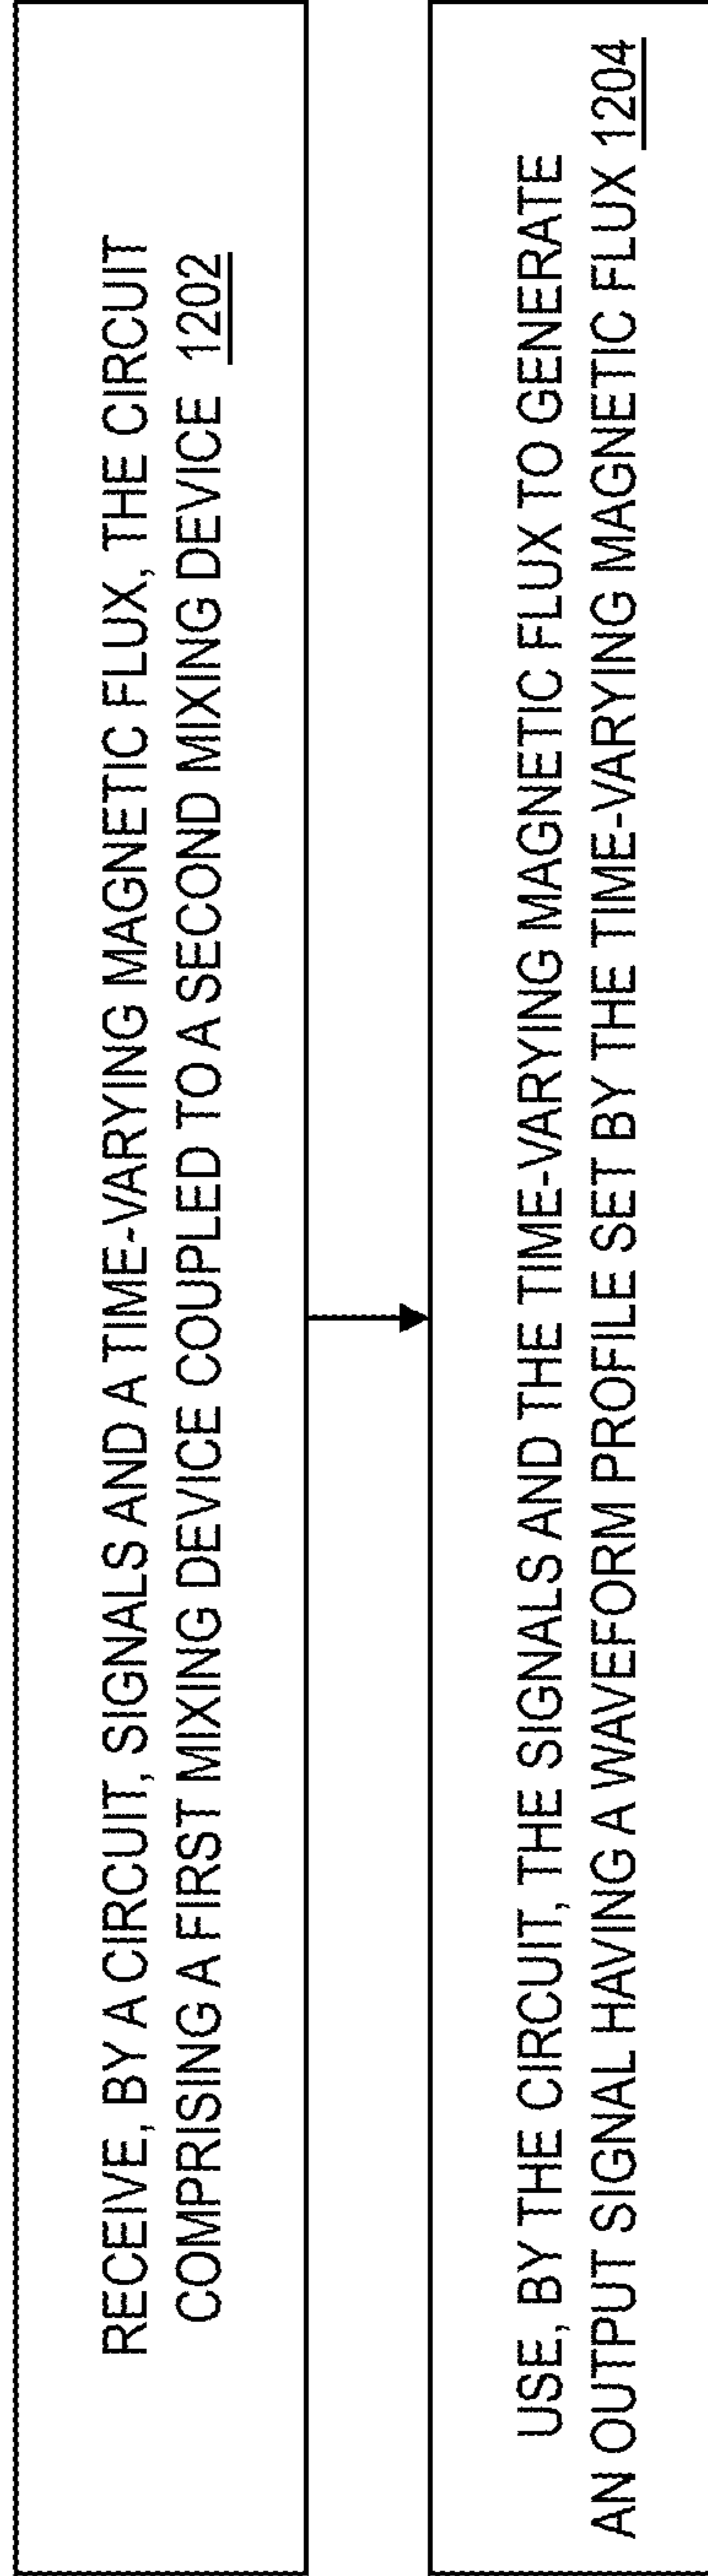 RECEIVE, BY A CIRCUIT, SIGNALS AND A TIME-VARYING MAGNETIC FLUX, THE CIRCUIT
COMPRISING A FIRST MIXING DEVICE COUPLED TO A SECOND MIXING DEVICE 1202
USE, BY THE CIRCUIT, THE SIGNALS AND THE TIME-VARYING MAGNETIC FLUX TO GENERATE
AN OUTPUT SIGNAL HAVING A WAVEFORM PROFILE SET BY THE TIME-VARYING MAGNETIC FLUX 1204